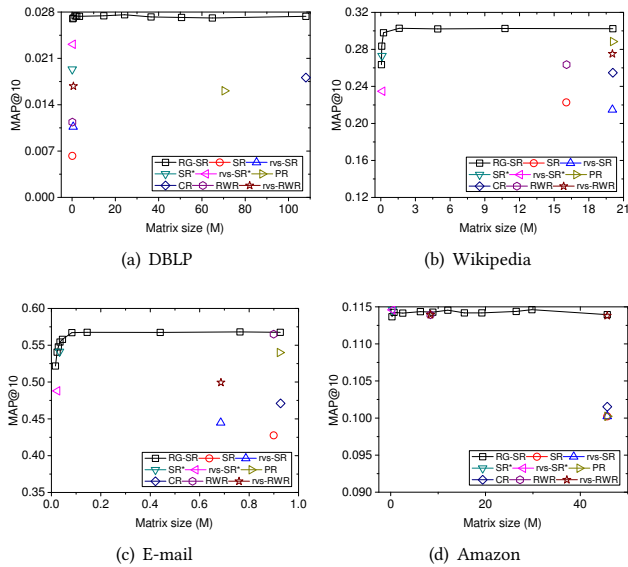 0.028
0.021
0.014
0.007
0.000
MAP@10
RG-SR SR rvs-SR
SR* rvs-SR* PR
CR RWR rvs-RWR
0 20 40 60 80 100
Matrix size (M)
(a) DBLP
0.32
0.28
0.24
0.20
0.16
0.12
MAP@10
RG-SR SR rvs-SR
SR* rvs-SR* PR
CR RWR rvs-RWR
0 3 6 9 12 15 18 21
Matrix size (M)
(b) Wikipedia
0.60
0.55
0.50
0.45
0.40
0.35
MAP@10
RG-SR SR rvs-SR
SR* rvs-SR* PR
CR RWR rvs-RWR
0.0 0.2 0.4 0.6 0.8 1.0
Matrix size (M)
(c) E-mail
0.115
0.110
0.105
0.100
0.095
0.090
MAP@10
RG-SR SR rvs-SR
SR* rvs-SR* PR
CR RWR rvs-RWR
0 20 40
Matrix size (M)
(d) Amazon